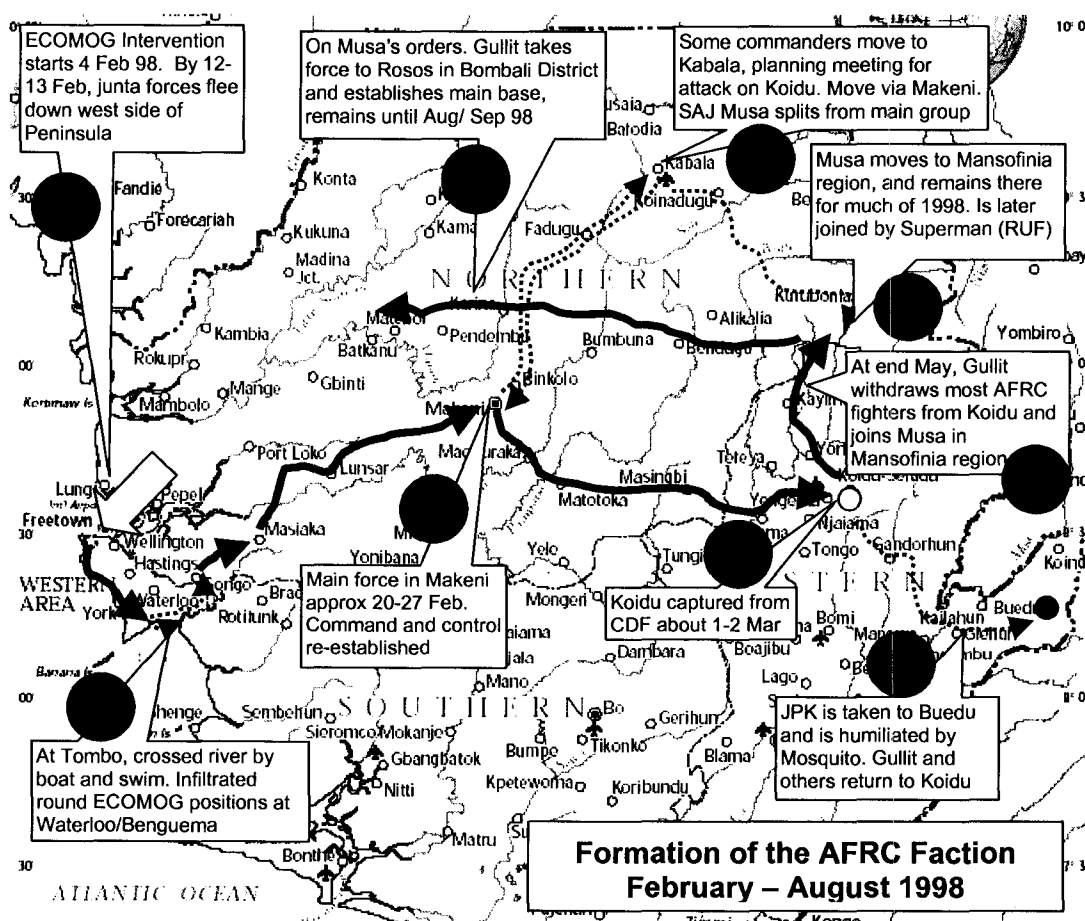 ECOMOG Intervention
starts 4 Feb 98. By 12-
13 Feb, junta forces flee
down west side of
Peninsula
On Musa's orders. Gullit takes
force to Rosos in Bombali District
and establishes main base,
remains until Aug/ Sep 98
Some commanders move to
Kabala, planning meeting for
attack on Koidu. Move via Makeni.
SAJ Musa splits from main group
10° 0
Musa moves to Mansofinia
region, and remains there
for much of 1998. Is later
joined by Superman (RUF)
Batodia
Kabala
Koinadugu
Fandié
Forecariah
Konta
Kukuna
Kama
Fadugu
Madina
Jct.
NORTHERN
Kambia
Pendembu
Batkanu
Bumbuna
Alikalia
Yombiro
Rokupr
Gbinti
Mange
Mambolo
Binkolo
At end May, Gullit
withdraws most AFRC
fighters from Koidu and
joins Musa in
Mansofinia region
Port Loko
Lunsar
Teteya
Masingbi
Matotoka
Pepel
Freetown
Masiaka
Wellington
Hastings
Waterloo
Yonibana
Yele
Njaiama
Tongo
Gandorhun
WESTERN
AREA
York
Rotifunk
Mongeri
Main force in Makeni
approx 20-27 Feb.
Command and control
re-established
Koidu captured from
CDF about 1-2 Mar
Bomi
Buedu
Kailahun
Boajibu
Dambara
Mano
Lago
SOUTHERN
Bo
Gerihun
Sembehun
Mokanje
Gbangbatok
Nitti
Bumpe
Tikonko
Blama
At Tombo, crossed river by
boat and swim. Infiltrated
round ECOMOG positions at
Waterloo/Benguema
JPK is taken to Buedu
and is humiliated by
Mosquito. Gullit and
others return to Koidu
Kpetewoma
Koribundu
Matru
Bonthe
ATLANTIC OCEAN
Formation of the AFRC Faction
February – August 1998